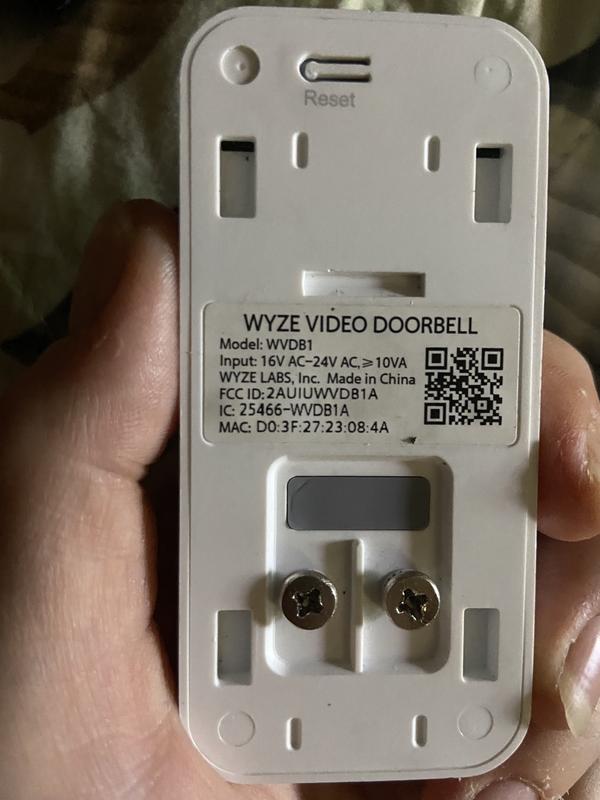 Reset
WYZE VIDEO DOORBELL
Model: WVDB1
Input: 16V AC-24V AC,≥10VA
WYZE LABS, Inc. Made in China
FCC ID:2AUIUWVDB1A
IC: 25466-WVDB1A
MAC: D0:3F:27:23:08:4A